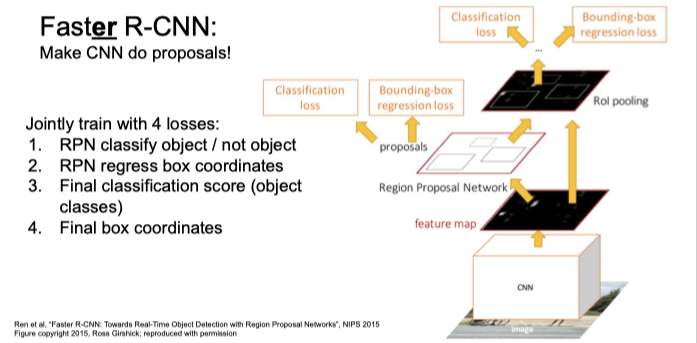 Faster R-CNN:
Make CNN do proposals!
Classification
loss
Bounding-box
regression loss
...
RoI pooling
Classification
loss
Bounding-box
regression loss
Jointly train with 4 losses:
1. RPN classify object / not object
2. RPN regress box coordinates
3. Final classification score (object
classes)
4. Final box coordinates
proposals
Region Proposal Network
feature map
CNN
image
Ren et al, "Faster R-CNN: Towards Real-Time Object Detection with Region Proposal Networks", NIPS 2015
Figure copyright 2015, Ross Girshick; reproduced with permission